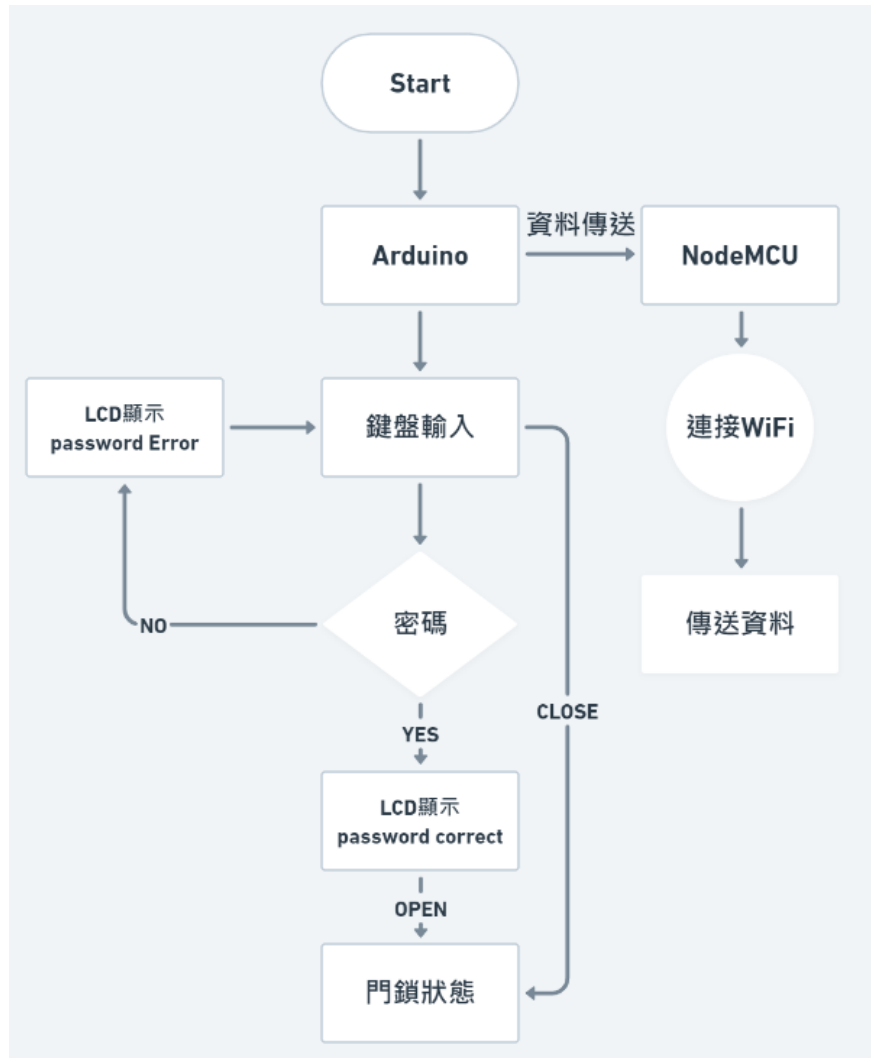 Start
資料傳送
Arduino
NodeMCU
LCD顯示
password Error
鍵盤輸入
連接WiFi
密碼
NO
傳送資料
CLOSE
YES
LCD顯示
password correct
OPEN
門鎖狀態